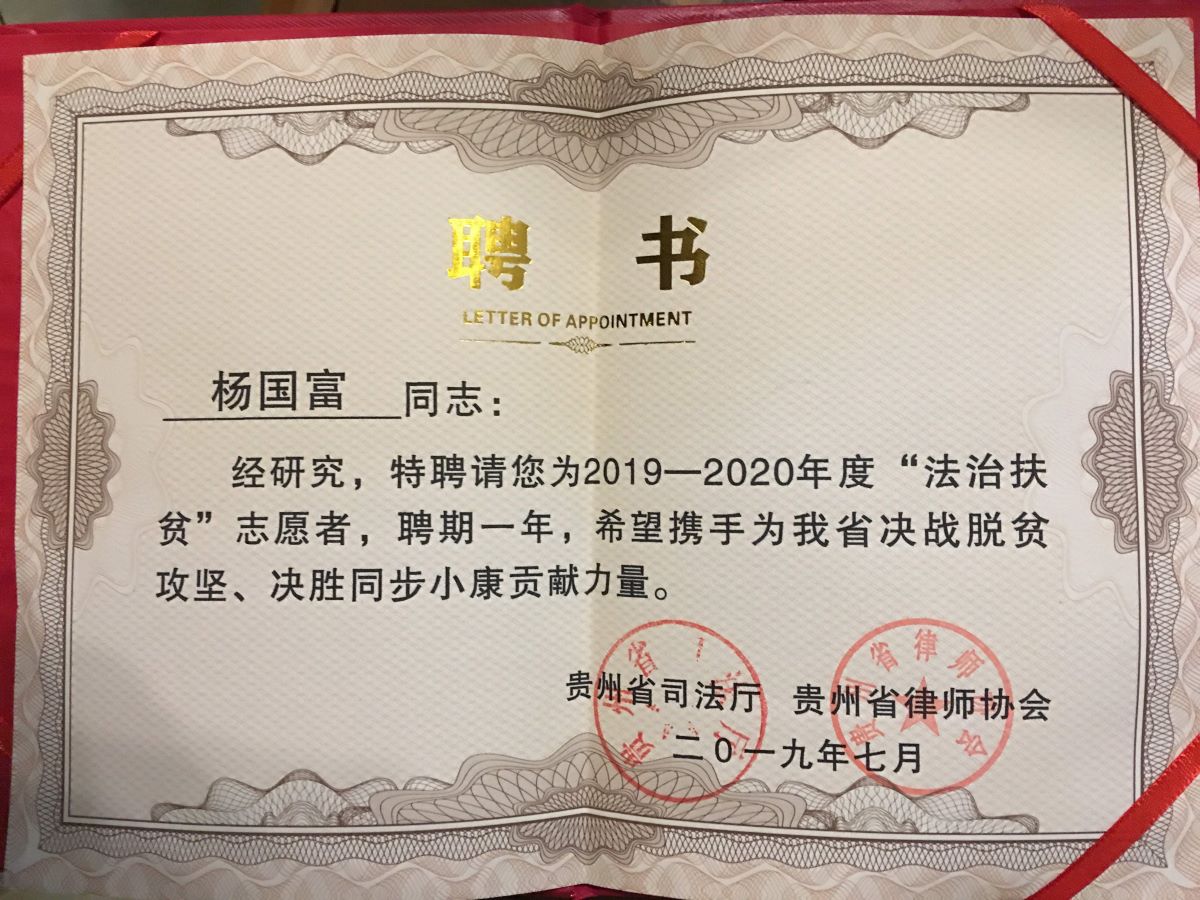 聘 书
LETTER OF APPOINTMENT
杨国富 同志：
经研究，特聘请您为2019—2020年度“法治扶
贫”志愿者，聘期一年，希望携手为我省决战脱贫
攻坚、决胜同步小康贡献力量。
贵州省司法厅 贵州省律师协会
二0一九年七月